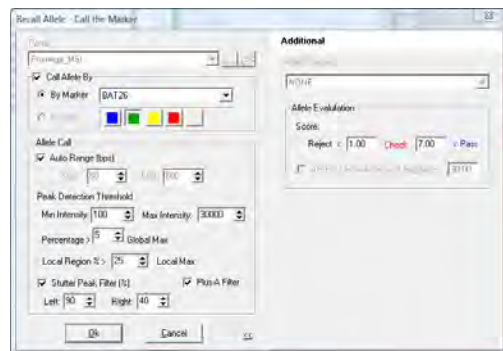 Recall Allele - Call the Marker
Promega_MSI
Call Allele By
By Marker BAT26
Allele Call
Auto Range (bps)
Peak Detection Threshold
Min Intensity: 100 Max Intensity: 30000
Percentage > 5 Global Max
Local Region % > 25 Local Max
Stutter Peak Filter (%) Plus-A Filter
Left: 90 Right: 40
Ok Cancel <<
Additional
NONE
Allele Evaluation
Score:
Reject < 1.00 Check 7.00 < Pass